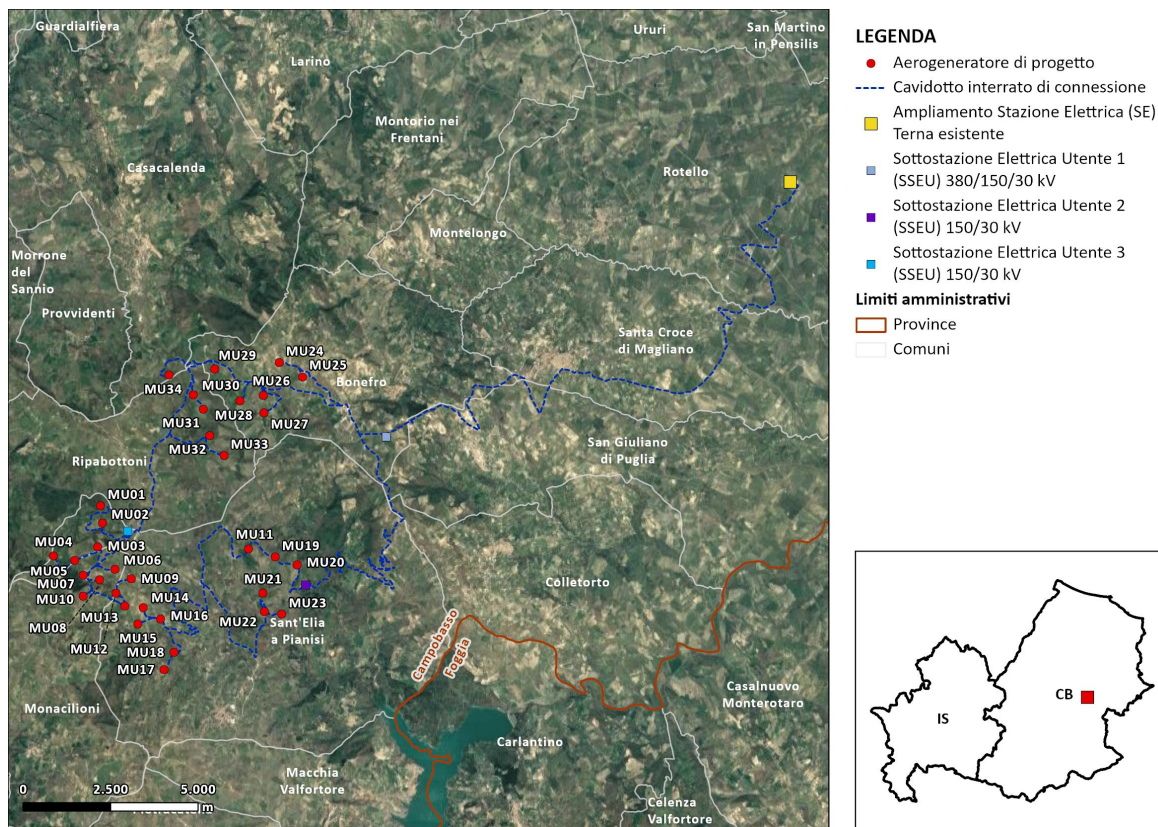 Guardialfiera
Larino
Ururi
San Martino
in Pensilis
Montorio nei
Frentani
Casacalenda
Rotello
Montelongo
Morrone
del
Sannio
Provvidenti
Santa Croce
di Magliano
MU29
MU24
MU25
MU30
MU26
MU34
Bonefro
MU28
MU31
MU27
MU32
MU33
San Giuliano
di Puglia
Ripabottoni
MU01
MU02
MU11
MU19
MU04
MU03
MU06
MU20
MU05
MU07
MU09
MU21
Colletorto
MU10
MU14
MU13
MU16
MU23
MU22
Sant'Elia
a Pianisi
MU08
MU15
MU12
MU18
MU17
Campobasso
Foggia
Casalnuovo
Monterotaro
Monacilioni
Carlantino
Macchia
Valfortore
Celenza
Valfortore
0 2.500 5.000
m
LEGENDA
Aerogeneratore di progetto
Cavidotto interrato di connessione
Ampliamento Stazione Elettrica (SE)
Terna esistente
Sottostazione Elettrica Utente 1
(SSEU) 380/150/30 kV
Sottostazione Elettrica Utente 2
(SSEU) 150/30 kV
Sottostazione Elettrica Utente 3
(SSEU) 150/30 kV
Limiti amministrativi
Province
Comuni
CB
IS